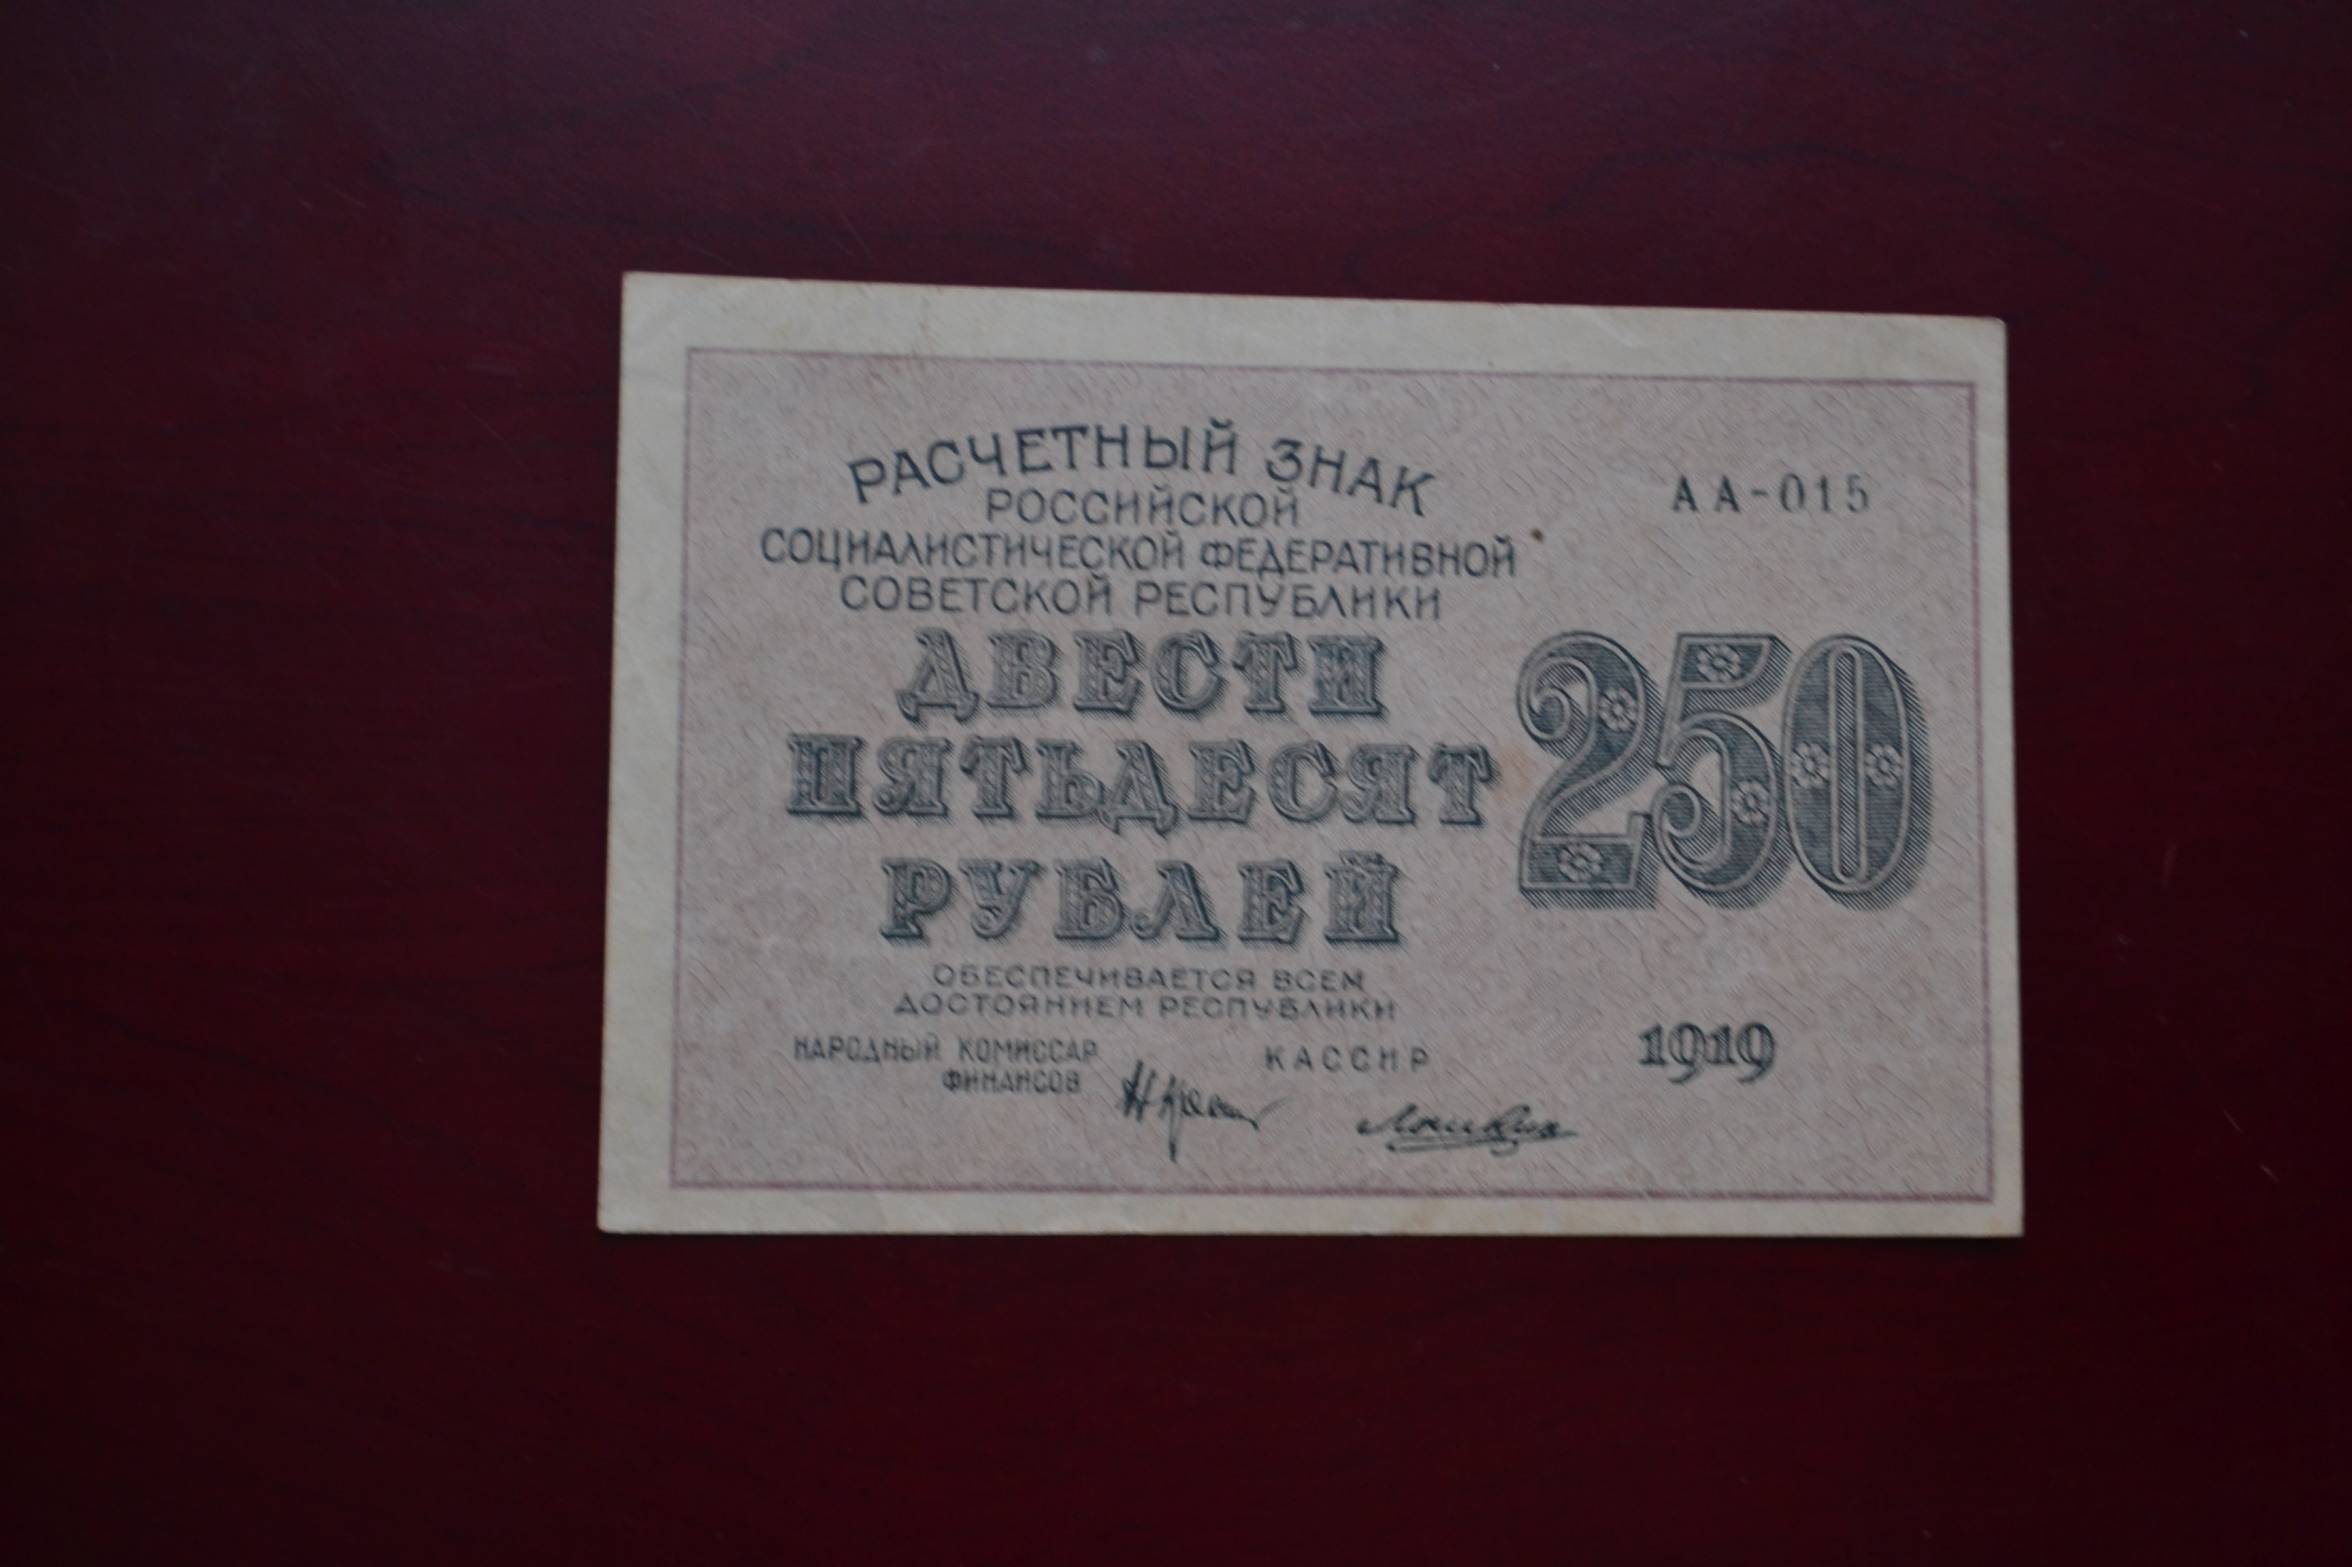 РАСЧЕТНЫЙ ЗНАК
РОССИЙСКОЙ
СОЦИАЛИСТИЧЕСКОЙ ФЕДЕРАТИВНОЙ
СОВЕТСКОЙ РЕСПУБЛИКИ
АА-015
ДВЕСТИ
ПЯТЬДЕСЯТ
РУБЛЕЙ
250
ОБЕСПЕЧИВАЕТСЯ ВСЕМ
ДОСТОЯНИЕМ РЕСПУБЛИКИ
НАРОДНЫЙ КОМИССАР
ФИНАНСОВ
КАССИР
1919